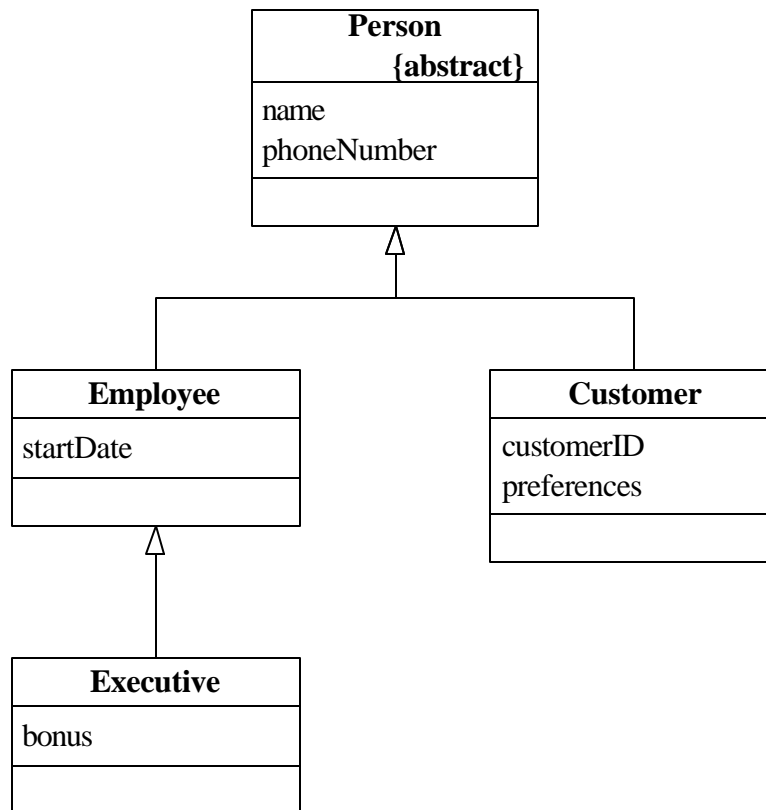 Person
{abstract}
name
phoneNumber
Employee
startDate
Customer
customerID
preferences
Executive
bonus